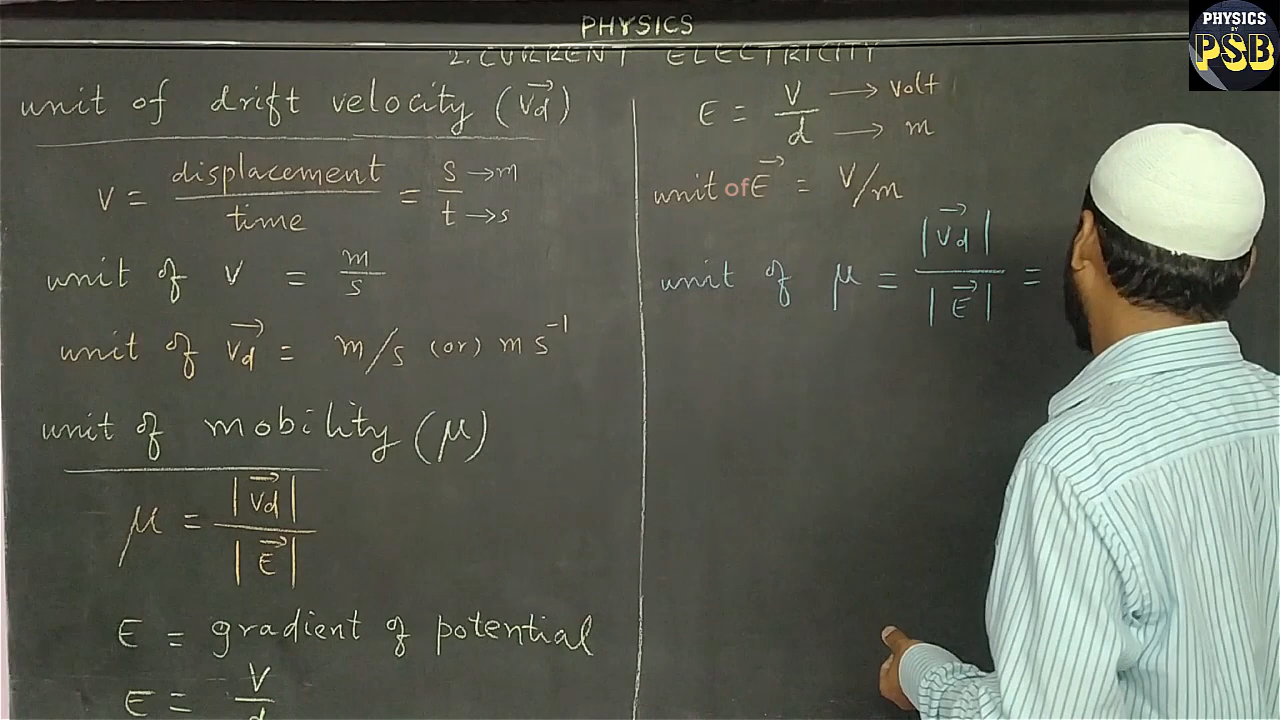 PHYSICS
PHYSICS
BY
PSB
2. CURRENT ELECTRICITY
unit of drift velocity (v⃗d)
v = displacement/time = s/t → m → s
unit of v = m/s
unit of v⃗d = m/s (or) m s⁻¹
unit of mobility (μ)
μ = |v⃗d|/|E⃗|
E = gradient of potential
E = V/d
E = V/d → volt → m
unit of E⃗ = V/m
unit of μ = |v⃗d|/|E⃗| =